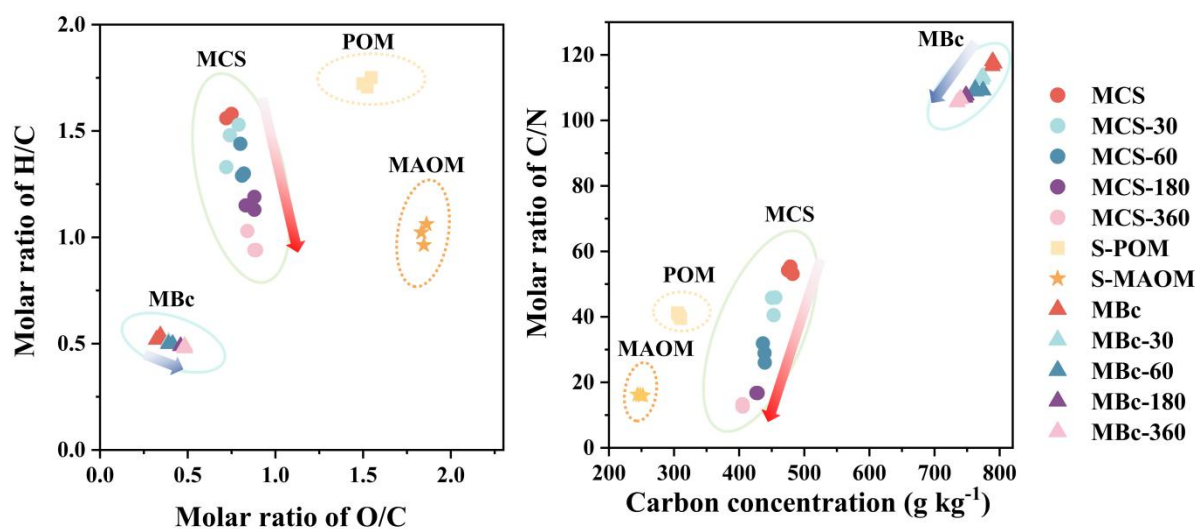 2.0
1.5
1.0
0.5
0.0
Molar ratio of H/C
MCS
POM
MAOM
MBc
0.0 0.5 1.0 1.5 2.0
Molar ratio of O/C
120
100
80
60
40
20
0
Molar ratio of C/N
MBc
MCS
POM
MAOM
200 300 400 500 600 700 800
Carbon concentration (g kg⁻¹)
MCS
MCS-30
MCS-60
MCS-180
MCS-360
S-POM
S-MAOM
MBc
MBc-30
MBc-60
MBc-180
MBc-360